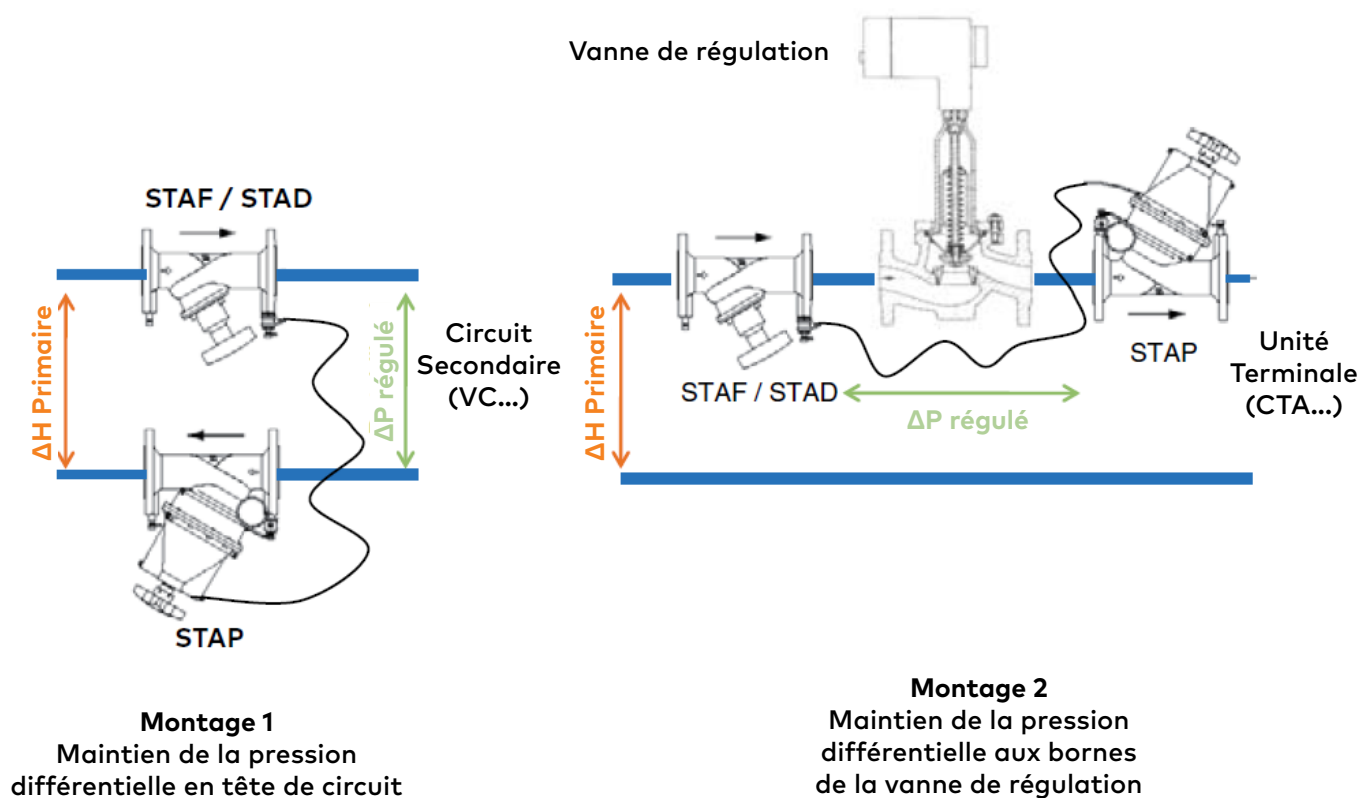 Vanne de régulation
STAF / STAD
ΔH Primaire
ΔP régulé
Circuit
Secondaire
(VC...)
STAP
Montage 1
Maintien de la pression
différentielle en tête de circuit
ΔH Primaire
STAF / STAD
ΔP régulé
STAP
Unité
Terminale
(CTA...)
Montage 2
Maintien de la pression
différentielle aux bornes
de la vanne de régulation